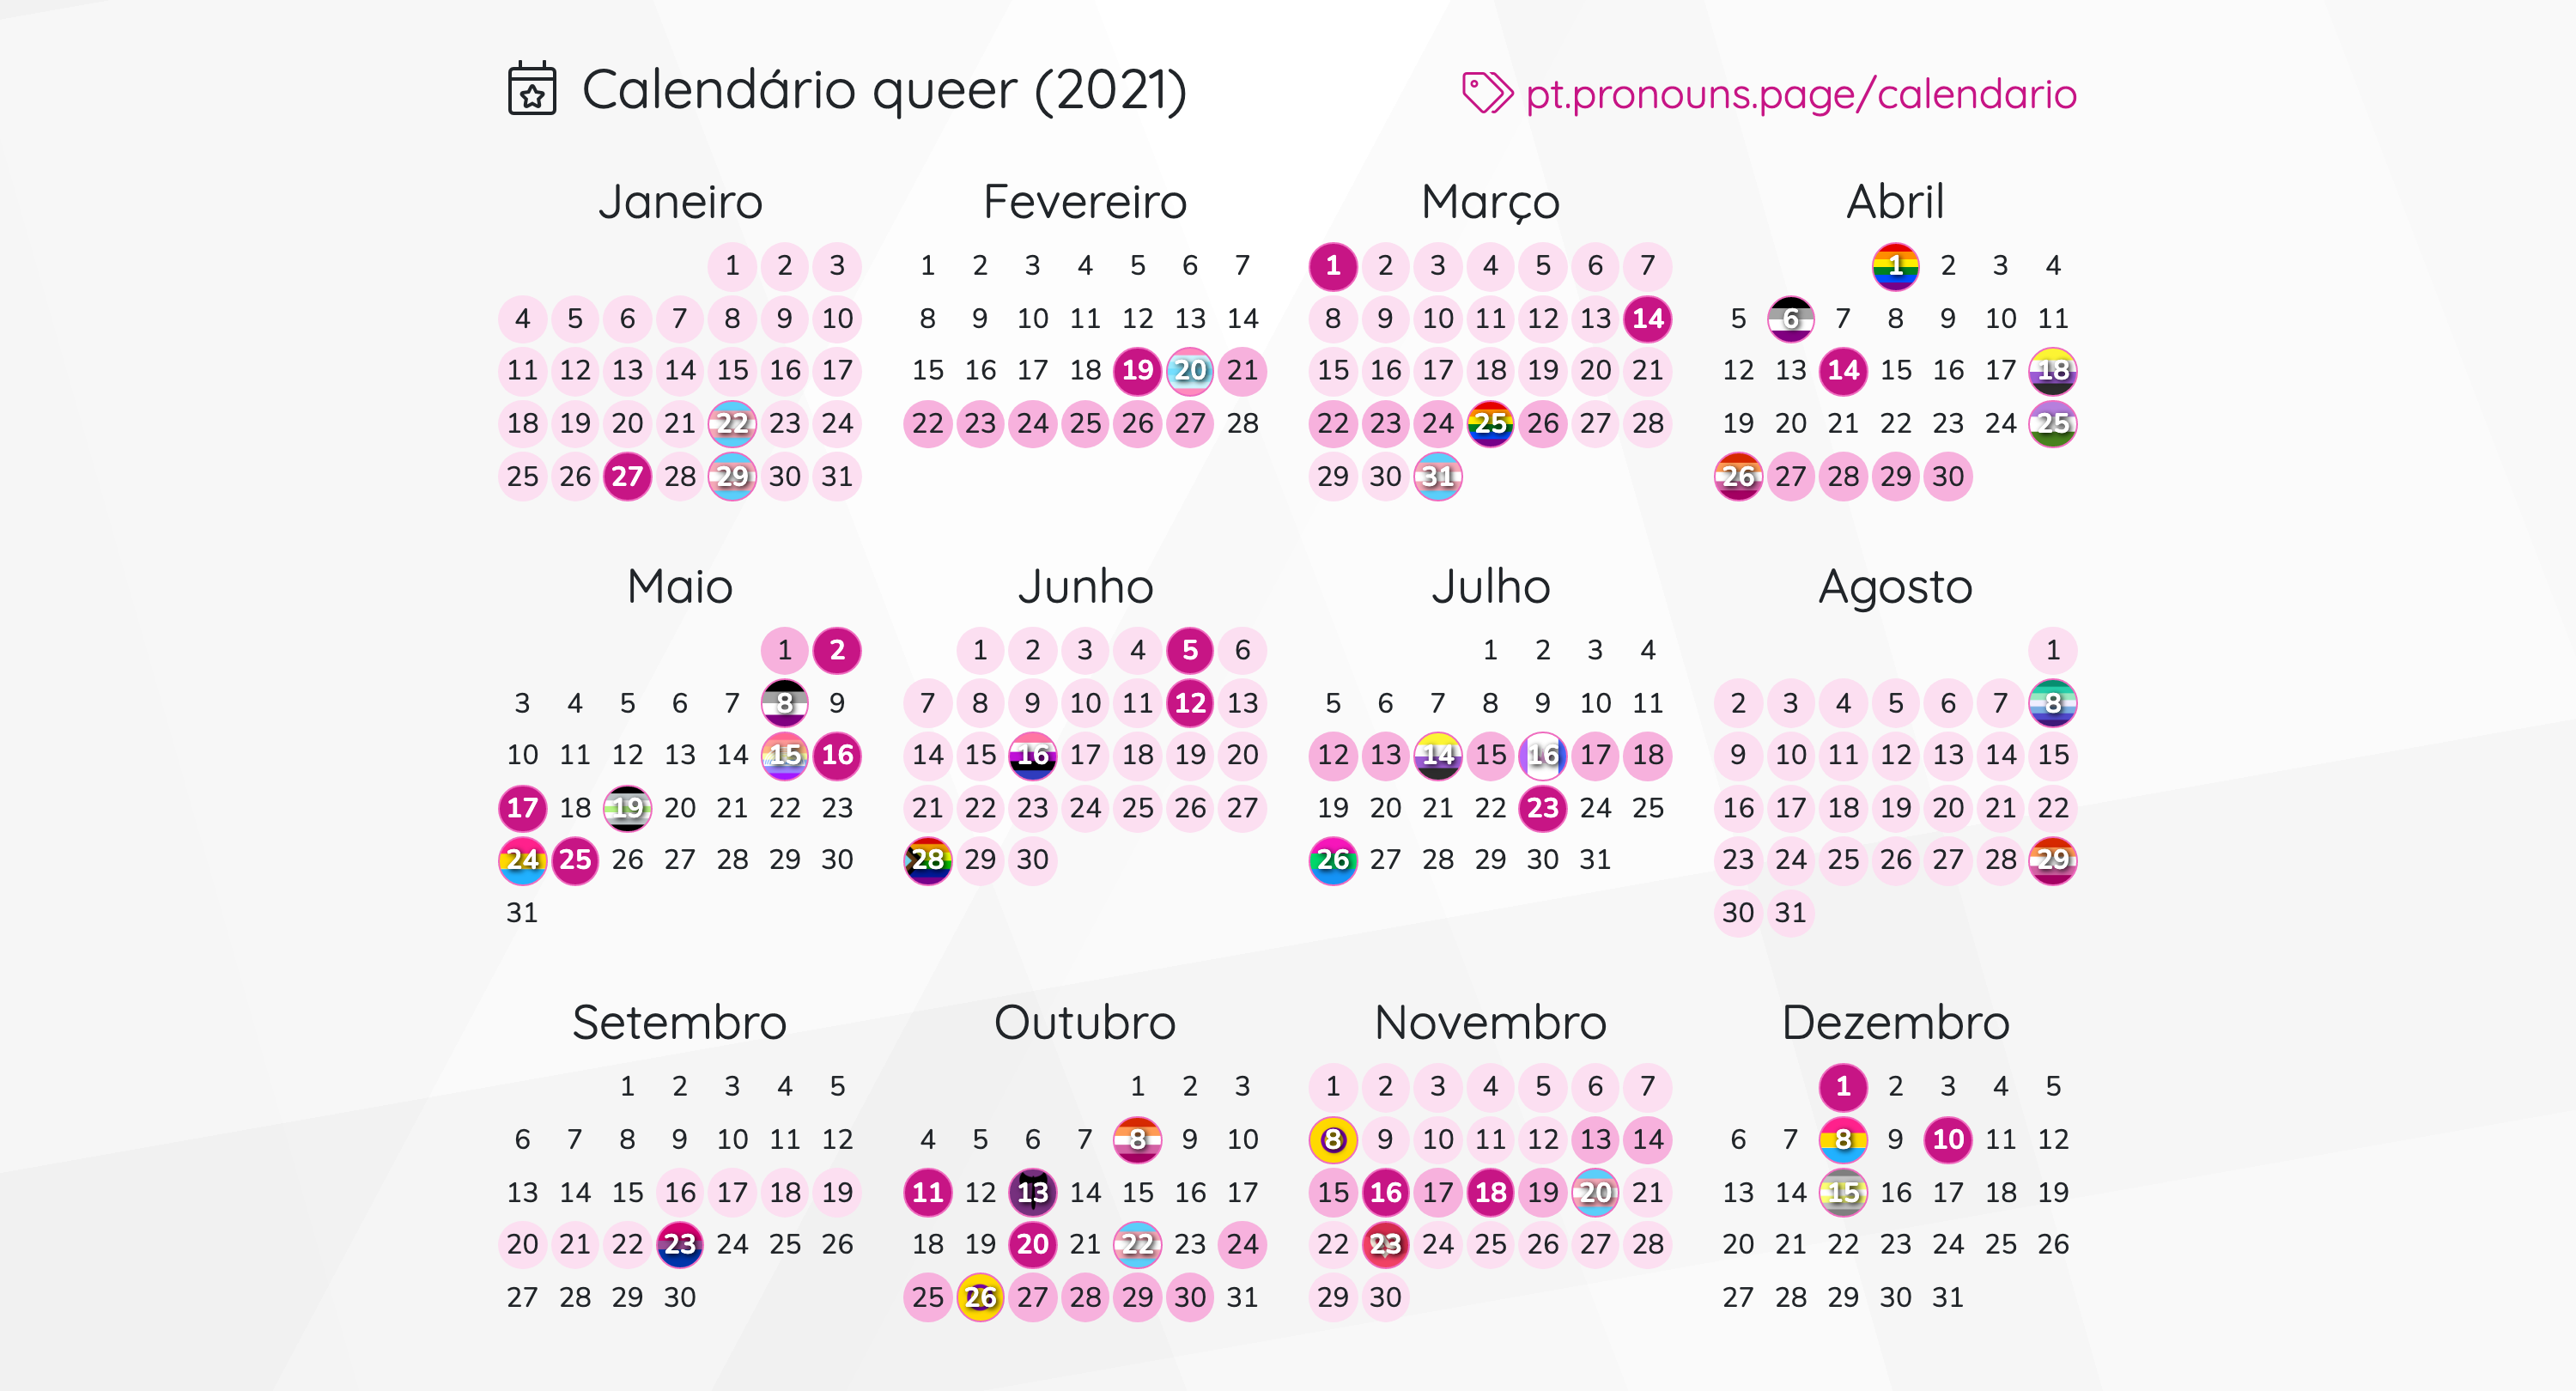 Calendário queer (2021)
pt.pronouns.page/calendario
Janeiro
1 2 3
4 5 6 7 8 9 10
11 12 13 14 15 16 17
18 19 20 21 22 23 24
25 26 27 28 29 30 31
Fevereiro
1 2 3 4 5 6 7
8 9 10 11 12 13 14
15 16 17 18 19 20 21
22 23 24 25 26 27 28
Março
1 2 3 4 5 6 7
8 9 10 11 12 13 14
15 16 17 18 19 20 21
22 23 24 25 26 27 28
29 30 31
Abril
1 2 3 4
5 6 7 8 9 10 11
12 13 14 15 16 17 18
19 20 21 22 23 24 25
26 27 28 29 30
Maio
1 2
3 4 5 6 7 8 9
10 11 12 13 14 15 16
17 18 19 20 21 22 23
24 25 26 27 28 29 30
31
Junho
1 2 3 4 5 6
7 8 9 10 11 12 13
14 15 16 17 18 19 20
21 22 23 24 25 26 27
28 29 30
Julho
1 2 3 4
5 6 7 8 9 10 11
12 13 14 15 16 17 18
19 20 21 22 23 24 25
26 27 28 29 30 31
Agosto
1
2 3 4 5 6 7 8
9 10 11 12 13 14 15
16 17 18 19 20 21 22
23 24 25 26 27 28 29
30 31
Setembro
1 2 3 4 5
6 7 8 9 10 11 12
13 14 15 16 17 18 19
20 21 22 23 24 25 26
27 28 29 30
Outubro
1 2 3
4 5 6 7 8 9 10
11 12 13 14 15 16 17
18 19 20 21 22 23 24
25 26 27 28 29 30 31
Novembro
1 2 3 4 5 6 7
8 9 10 11 12 13 14
15 16 17 18 19 20 21
22 23 24 25 26 27 28
29 30
Dezembro
1 2 3 4 5
6 7 8 9 10 11 12
13 14 15 16 17 18 19
20 21 22 23 24 25 26
27 28 29 30 31